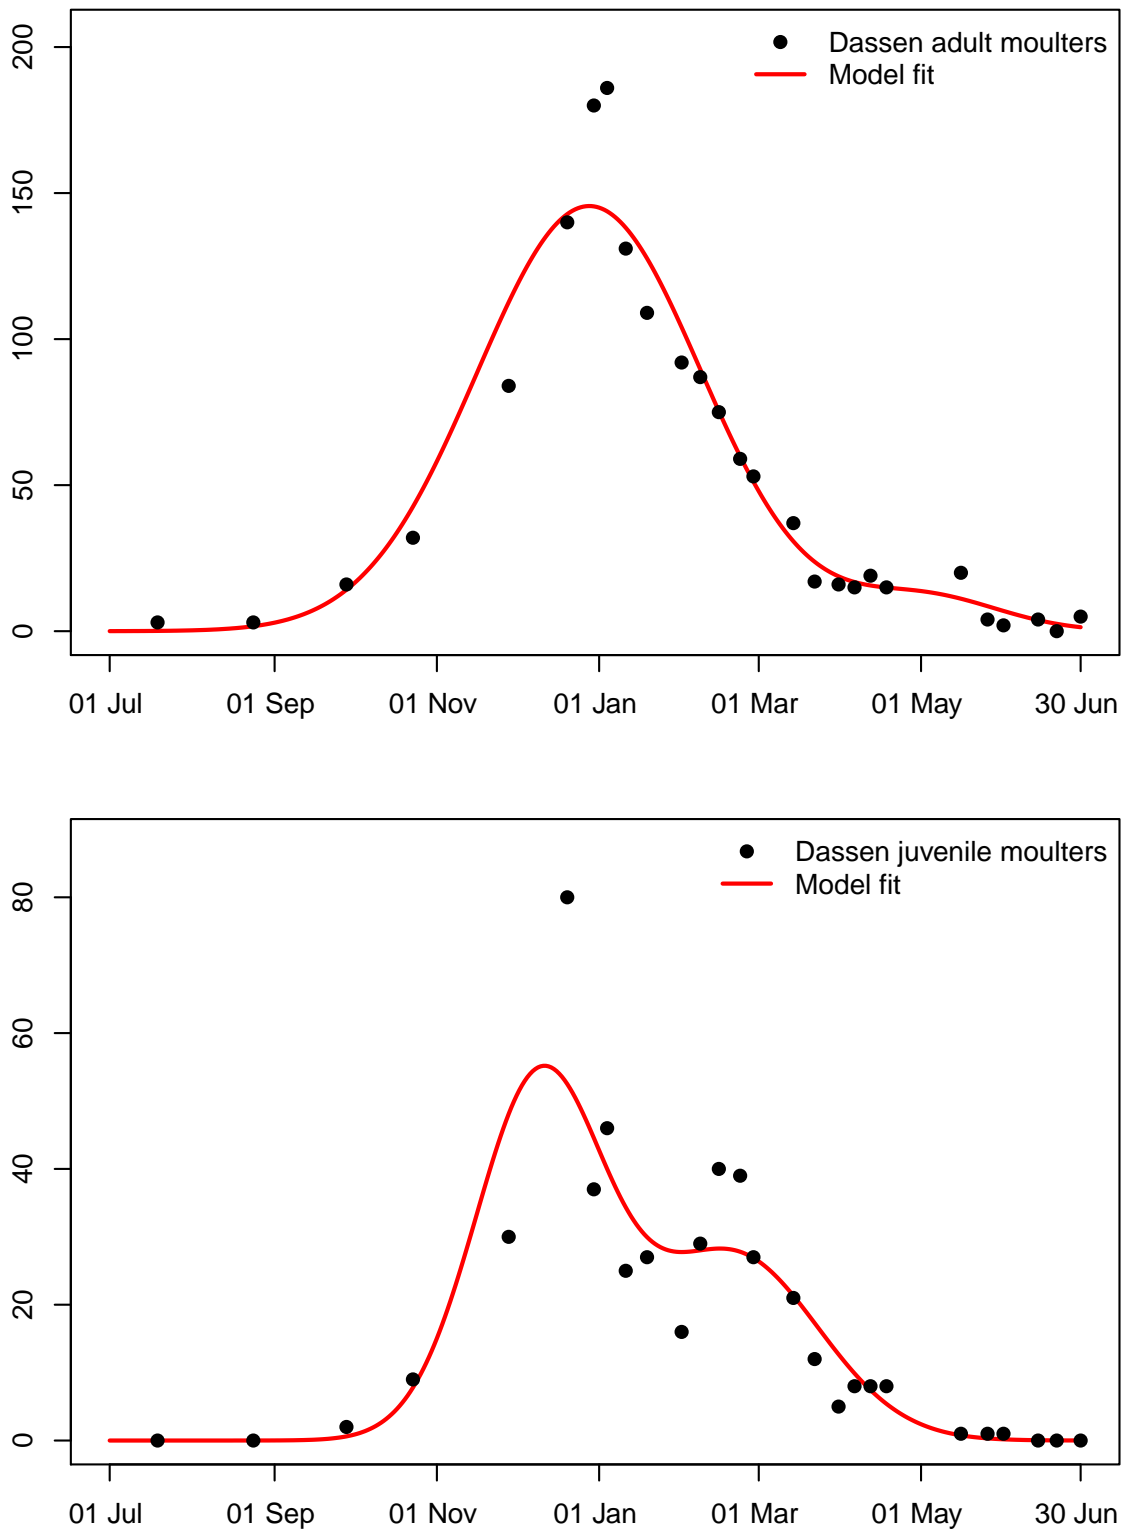 200
Dassen adult moulters
Model fit
150
100
50
0
01 Jul 01 Sep 01 Nov 01 Jan 01 Mar 01 May 30 Jun
Dassen juvenile moulters
Model fit
80
60
40
20
0
01 Jul 01 Sep 01 Nov 01 Jan 01 Mar 01 May 30 Jun